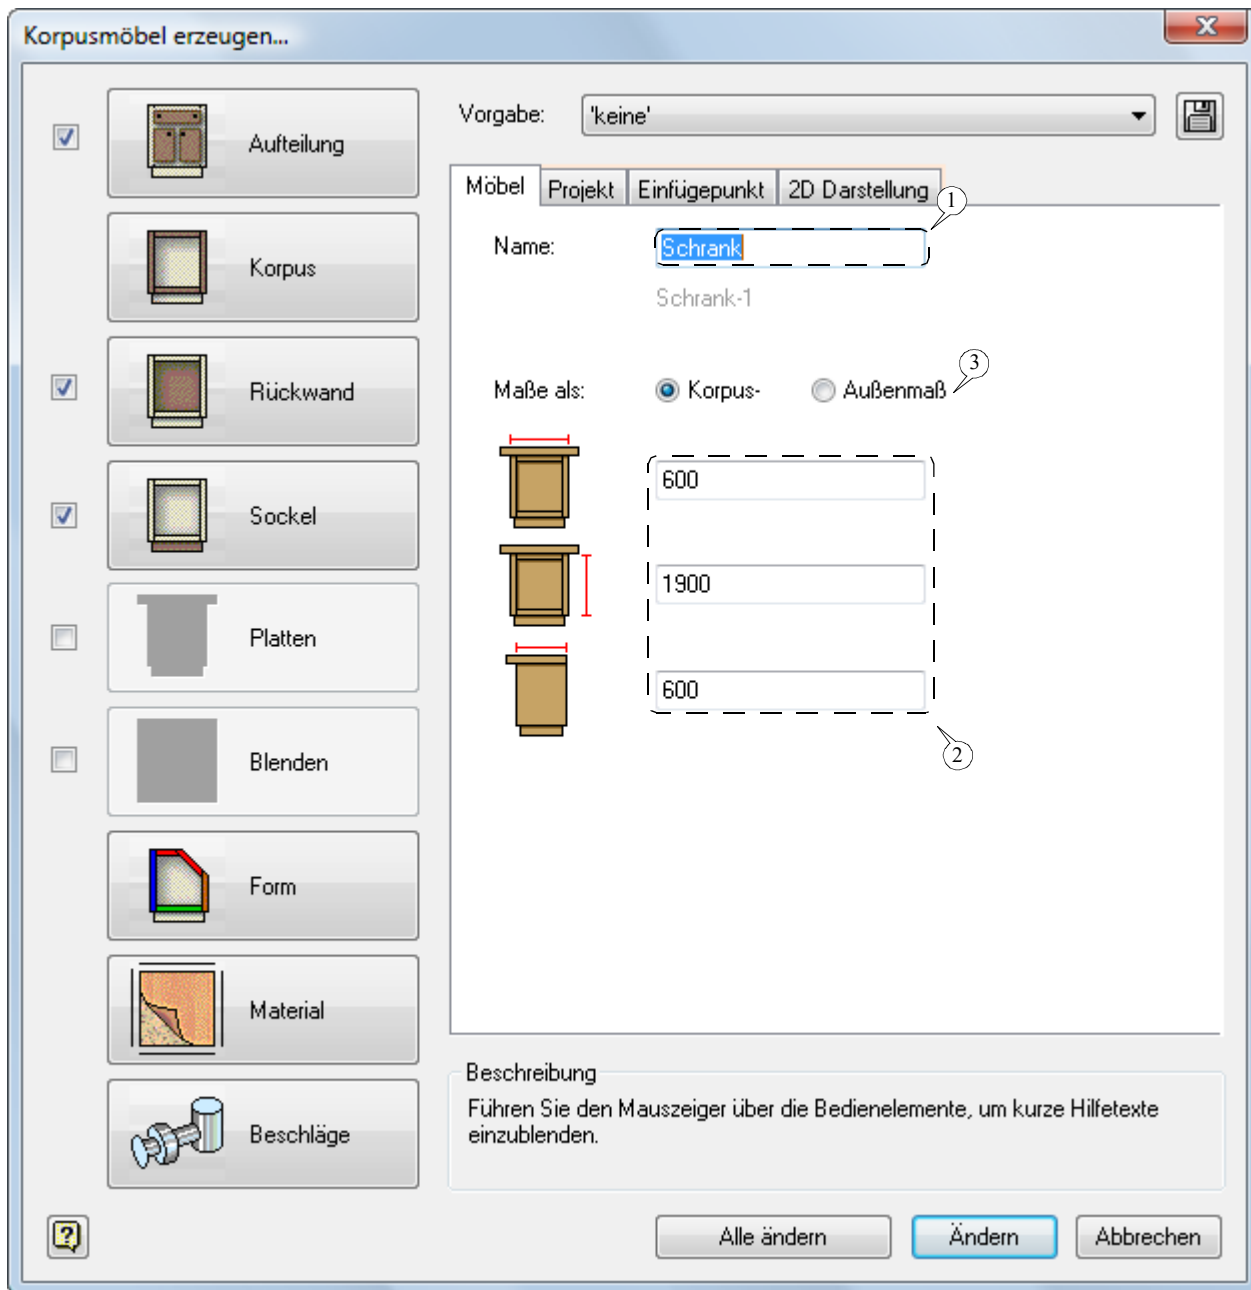 Korpusmöbel erzeugen...
Aufteilung
Korpus
Rückwand
Sockel
Platten
Blenden
Form
Material
Beschläge
Vorgabe: 'keine'
Möbel Projekt Einfügepunkt 2D Darstellung
1
Name: Schrank
Schrank-1
3
Maße als: Korpus- Außenmaß
600
1900
600
2
Beschreibung
Führen Sie den Mauszeiger über die Bedienelemente, um kurze Hilfetexte
einzublenden.
?
Alle ändern Ändern Abbrechen